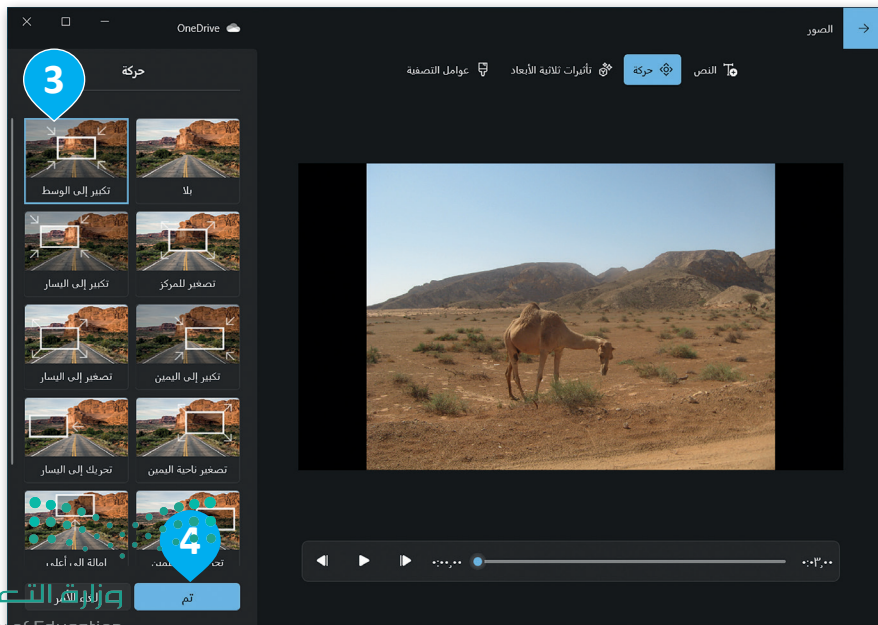 الصور
OneDrive
النص
حركة
تأثيرات ثلاثية الأبعاد
عوامل التصفية
حركة
3
بلا
تكبير إلى الوسط
تصغير للمركز
تكبير إلى اليسار
تكبير إلى اليمين
تصغير إلى اليسار
تصغير ناحية اليمين
تحريك إلى اليسار
إمالة إلى أعلى
4
تم
٠:٠٠٫٠٠
٠:٠٣٫٠٠
وزارة التعـ
of Education